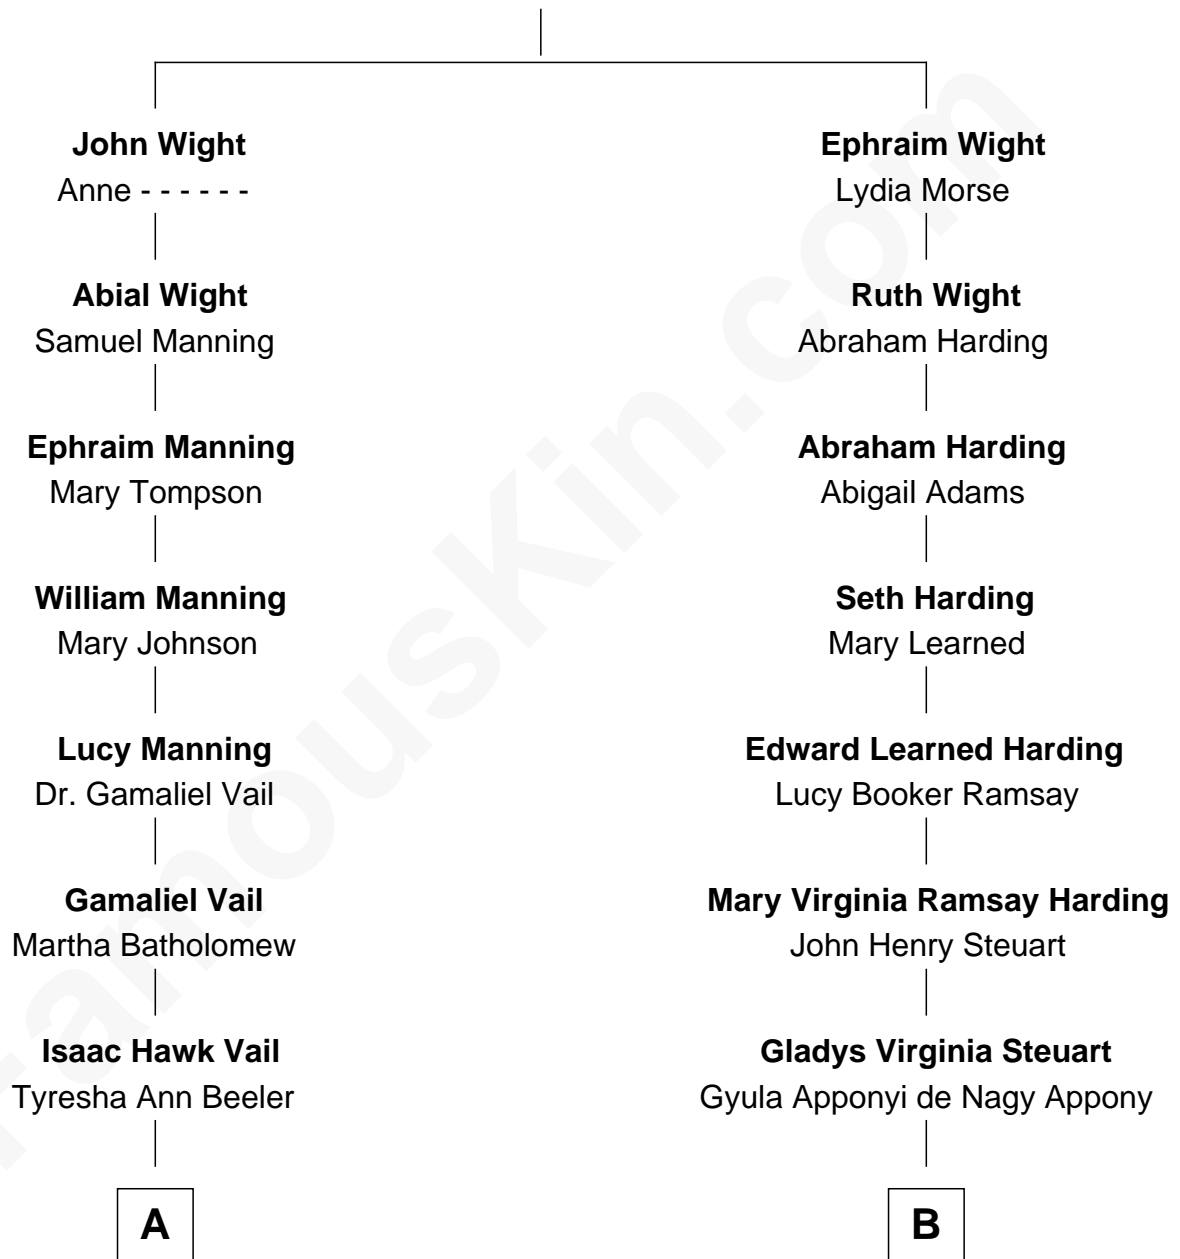 John Wight
Anne - - - - - -
Abial Wight
Samuel Manning
Ephraim Manning
Mary Tompson
William Manning
Mary Johnson
Lucy Manning
Dr. Gamaliel Vail
Gamaliel Vail
Martha Batholomew
Isaac Hawk Vail
Tyresha Ann Beeler
A
Ephraim Wight
Lydia Morse
Ruth Wight
Abraham Harding
Abraham Harding
Abigail Adams
Seth Harding
Mary Learned
Edward Learned Harding
Lucy Booker Ramsay
Mary Virginia Ramsay Harding
John Henry Steuart
Gladys Virginia Steuart
Gyula Apponyi de Nagy Appony
B
FamousKin.com